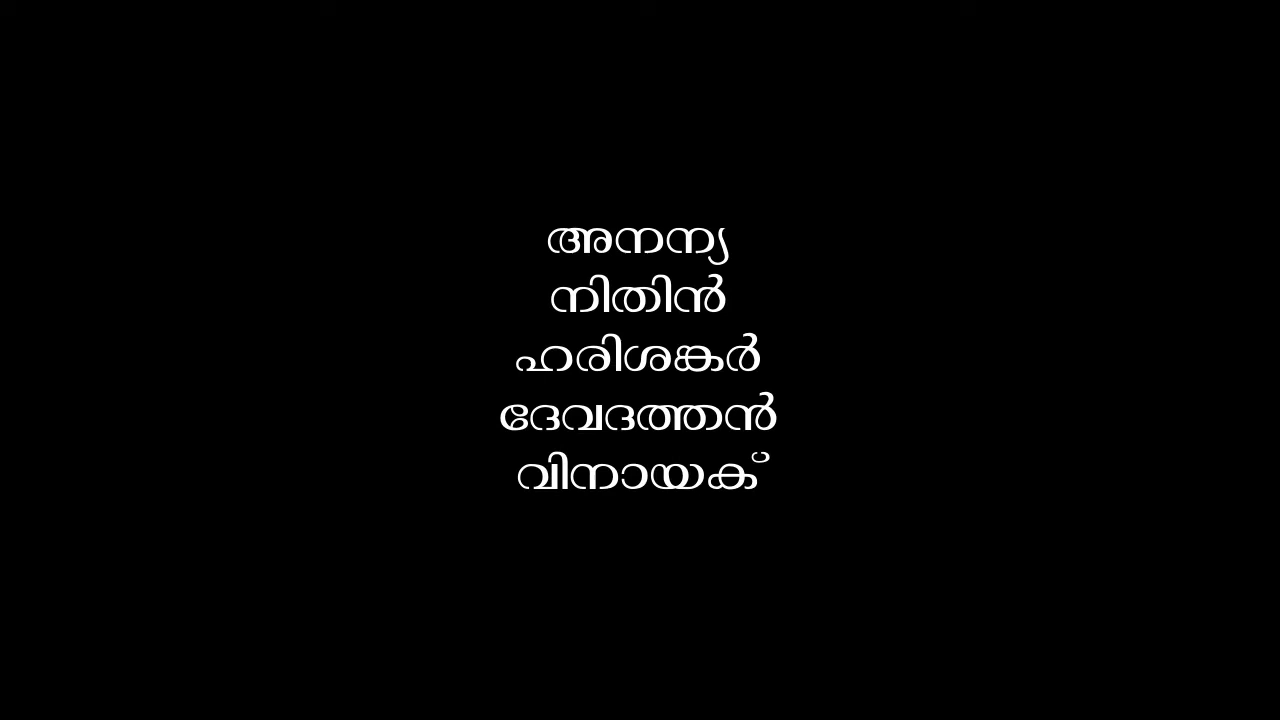 അനന്യ
നിതിൻ
ഹരിശങ്കർ
ദേവദത്തൻ
വിനായക്